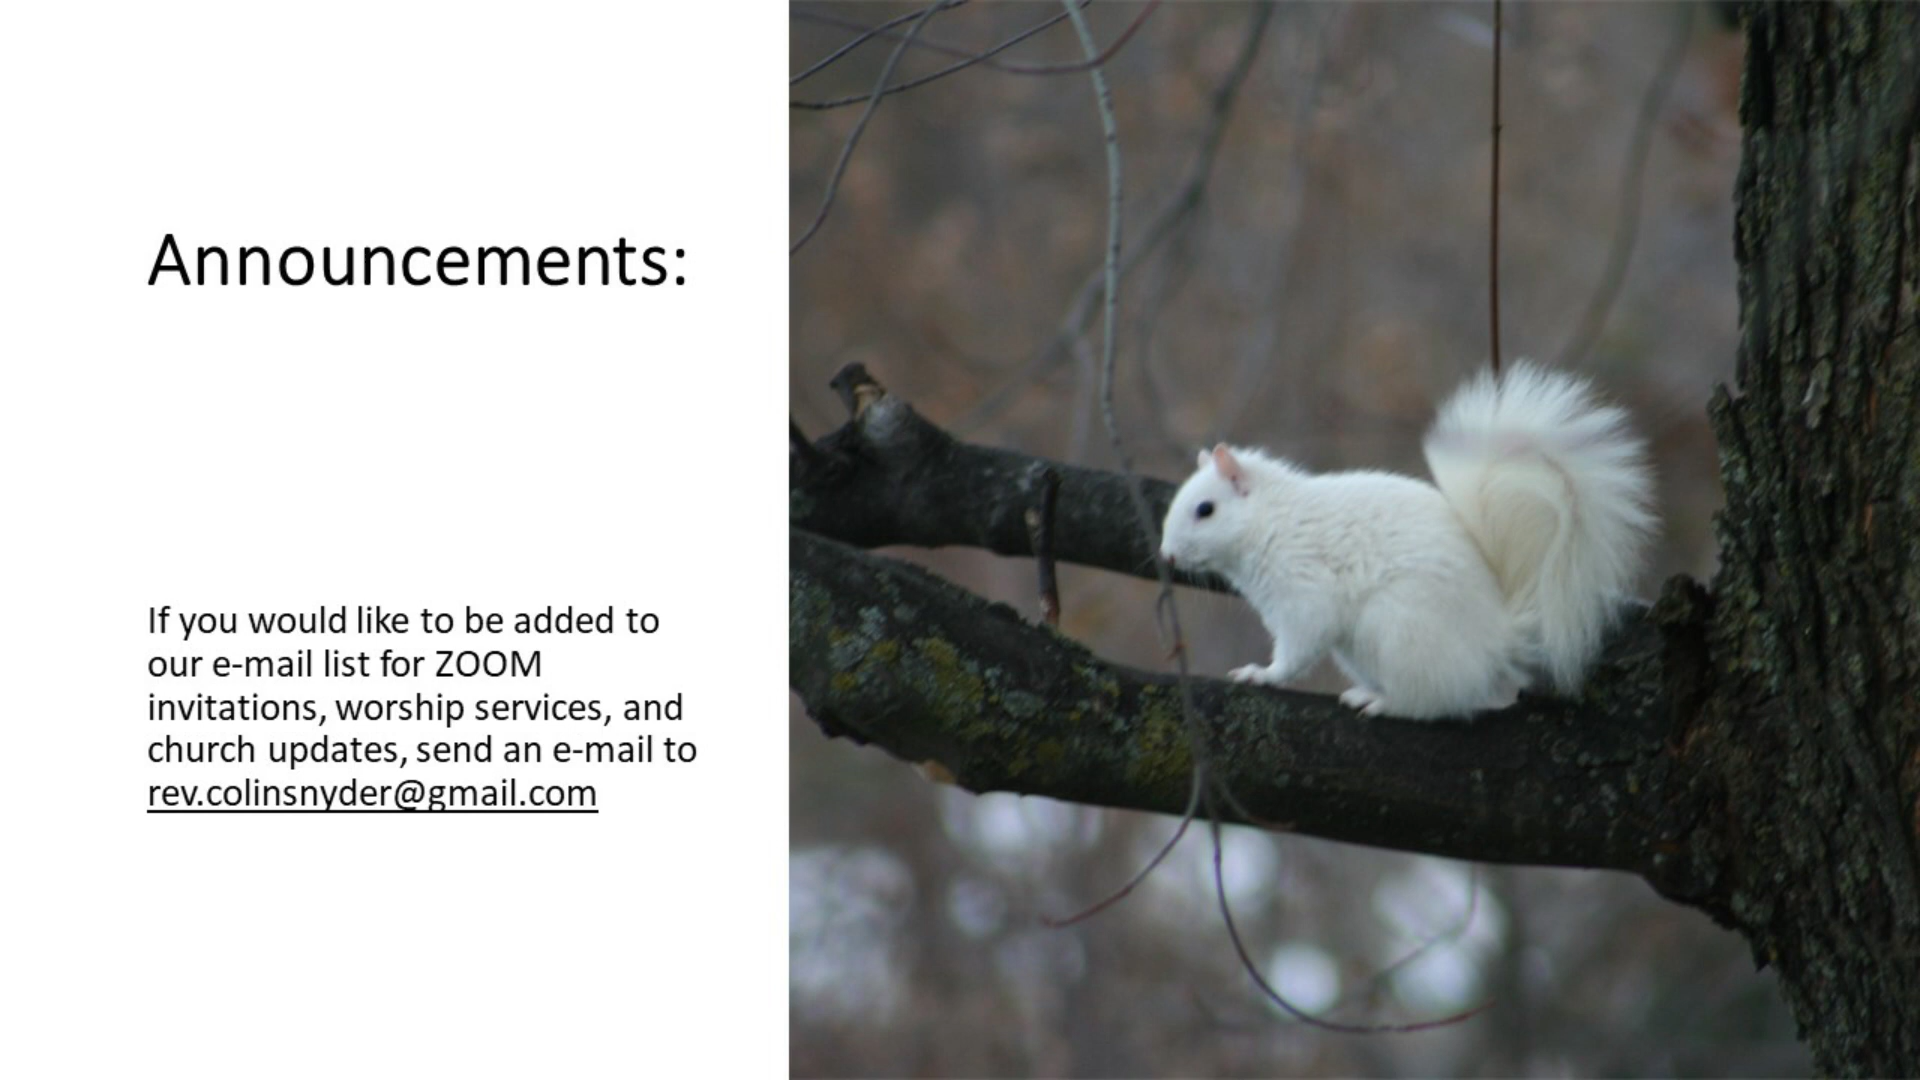 Announcements:
If you would like to be added to
our e-mail list for ZOOM
invitations, worship services, and
church updates, send an e-mail to
rev.colinsnyder@gmail.com